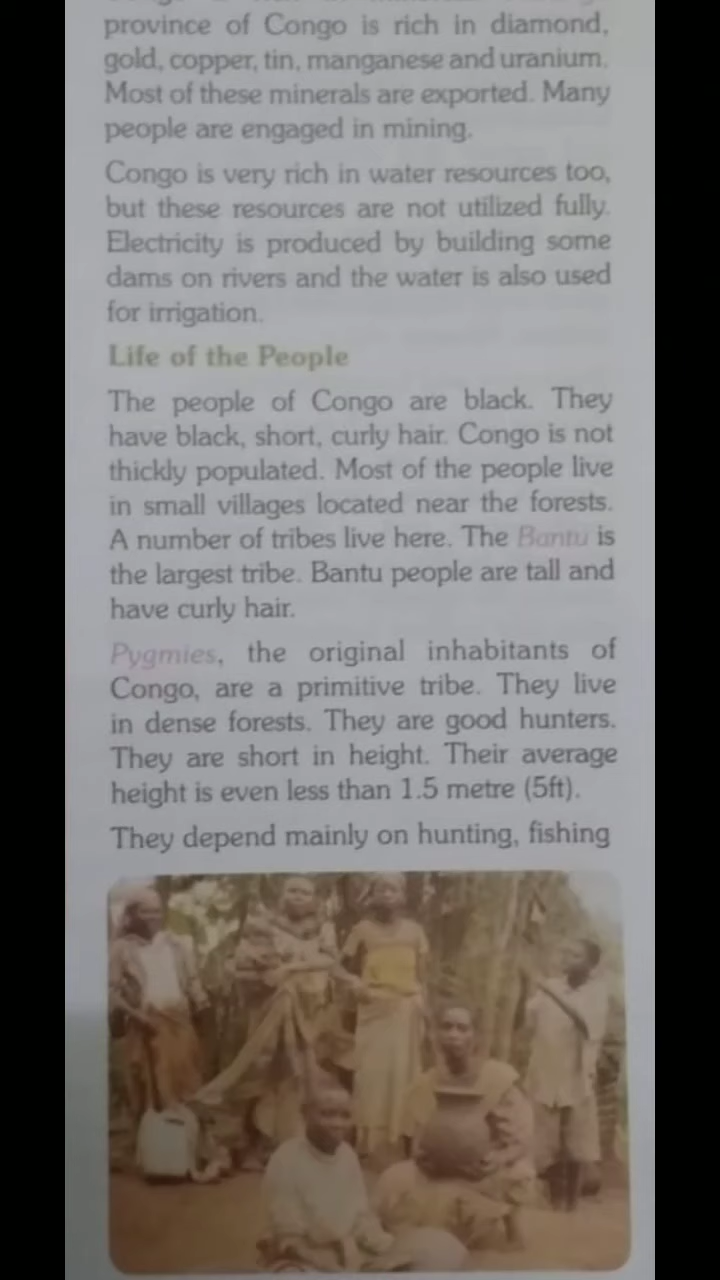 province of Congo is rich in diamond,
gold, copper, tin, manganese and uranium.
Most of these minerals are exported. Many
people are engaged in mining.
Congo is very rich in water resources too,
but these resources are not utilized fully.
Electricity is produced by building some
dams on rivers and the water is also used
for irrigation.
Life of the People
The people of Congo are black. They
have black, short, curly hair. Congo is not
thickly populated. Most of the people live
in small villages located near the forests.
A number of tribes live here. The Bantu is
the largest tribe. Bantu people are tall and
have curly hair.
Pygmies, the original inhabitants of
Congo, are a primitive tribe. They live
in dense forests. They are good hunters.
They are short in height. Their average
height is even less than 1.5 metre (5ft).
They depend mainly on hunting, fishing